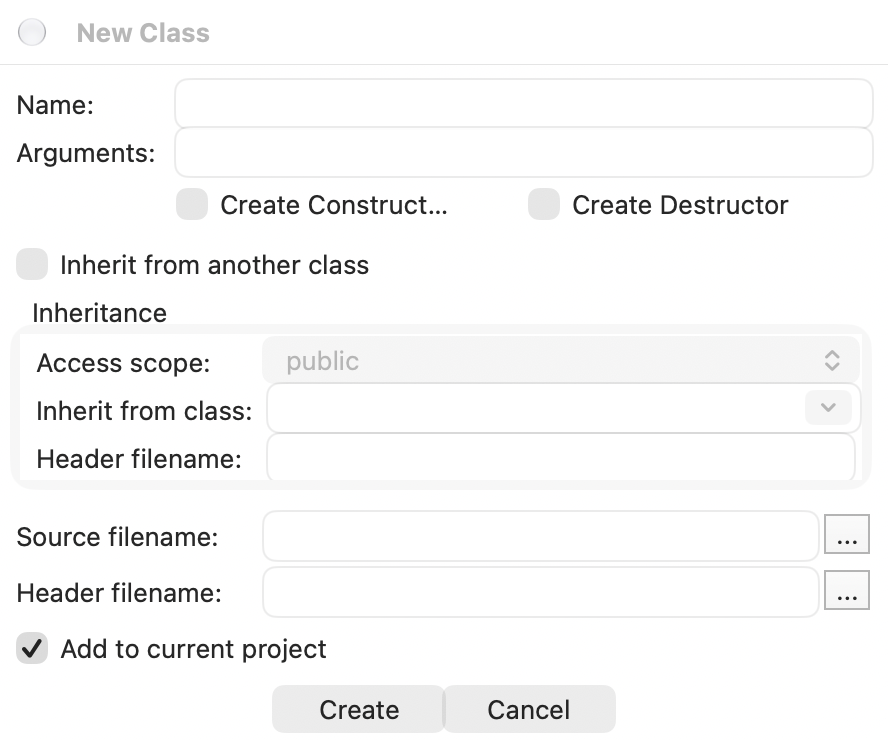 New Class
Name:
Arguments:
Create Construct... Create Destructor
Inherit from another class
Inheritance
Access scope: public
Inherit from class:
Header filename:
Source filename: ...
Header filename: ...
Add to current project
Create Cancel